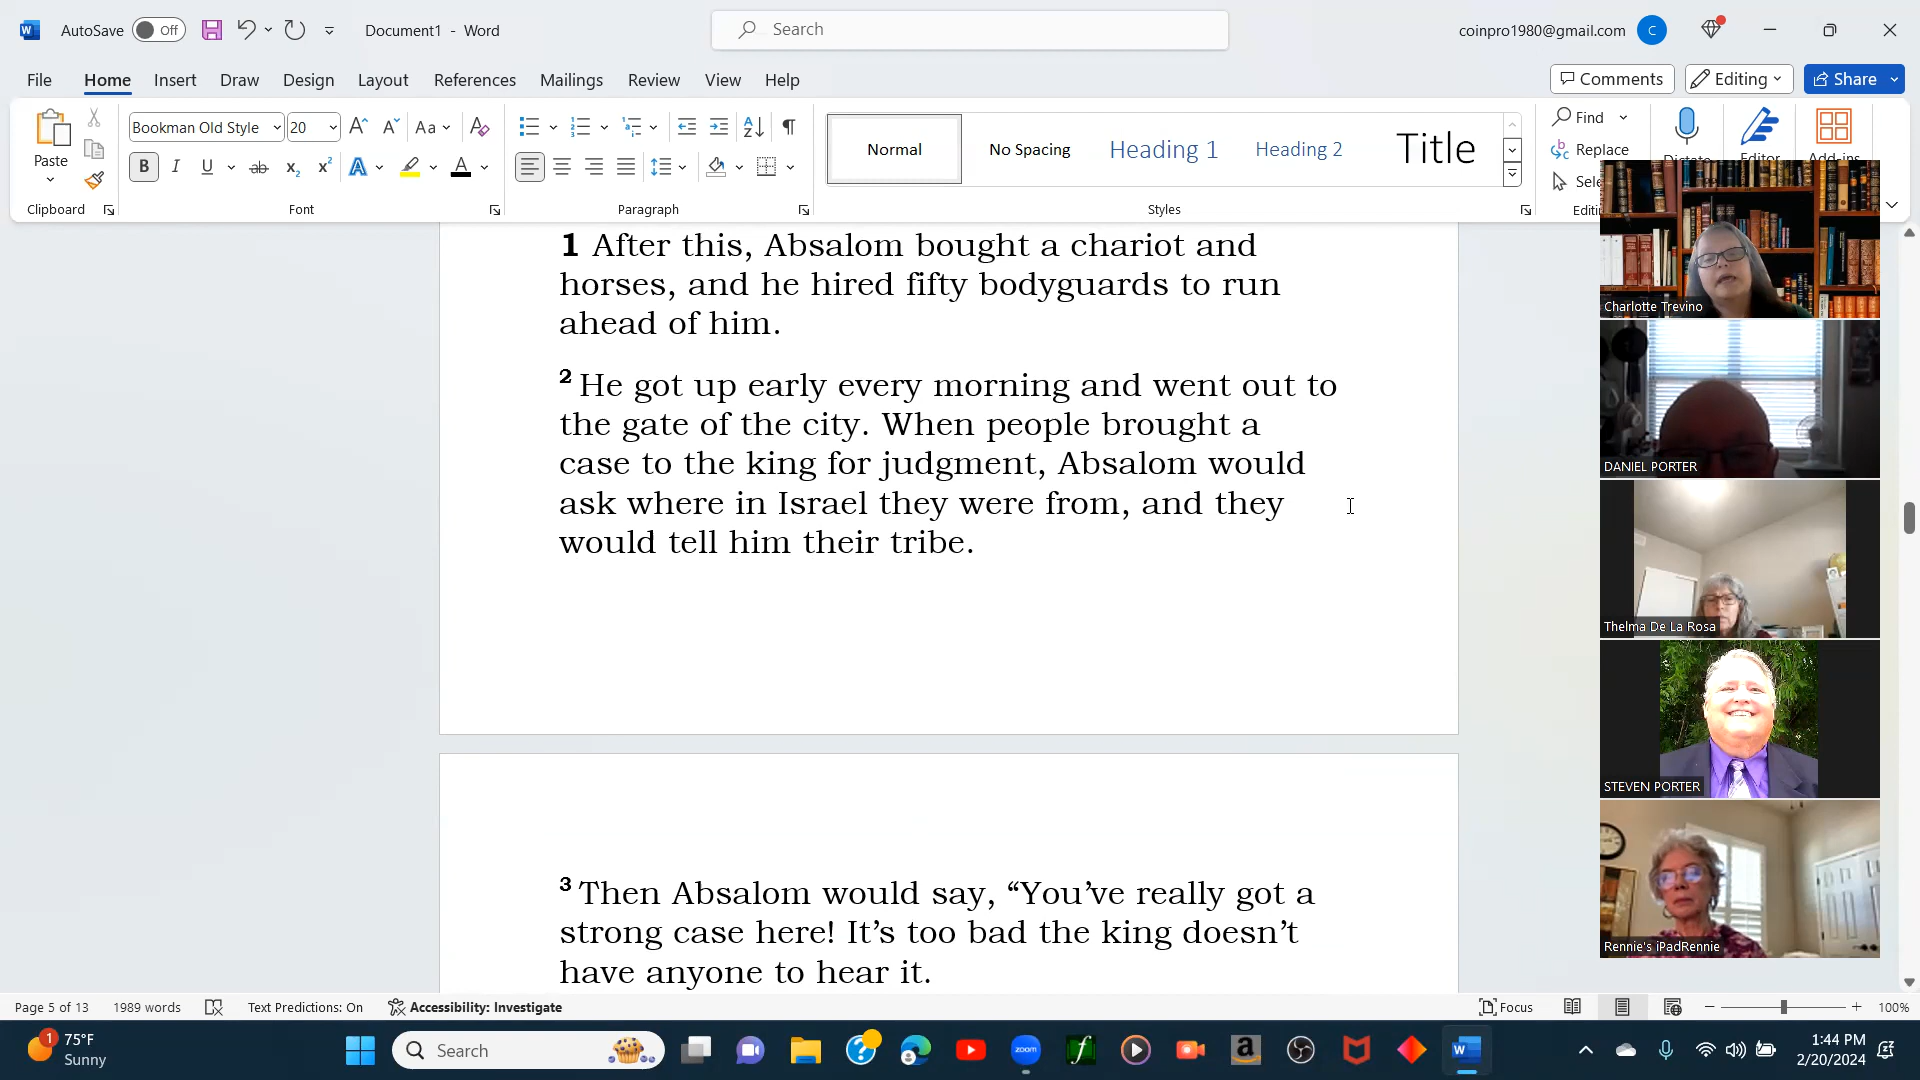 AutoSave Off Document1 - Word Search coinpro1980@gmail.com C
File Home Insert Draw Design Layout References Mailings Review View Help Comments Editing Share
Paste Bookman Old Style 20 Aa Normal No Spacing Heading 1 Heading 2 Title Find
B I U ab Replace
Clipboard Font Paragraph Styles
1 After this, Absalom bought a chariot and
horses, and he hired fifty bodyguards to run
ahead of him.
2 He got up early every morning and went out to
the gate of the city. When people brought a
case to the king for judgment, Absalom would
ask where in Israel they were from, and they
would tell him their tribe.
3 Then Absalom would say, “You’ve really got a
strong case here! It’s too bad the king doesn’t
have anyone to hear it.
Charlotte Trevino
DANIEL PORTER
Thelma De La Rosa
STEVEN PORTER
Rennie's iPadRennie
Page 5 of 13 1989 words Text Predictions: On Accessibility: Investigate Focus 100%
1 75°F
Sunny
Search
zoom
1:44 PM
2/20/2024